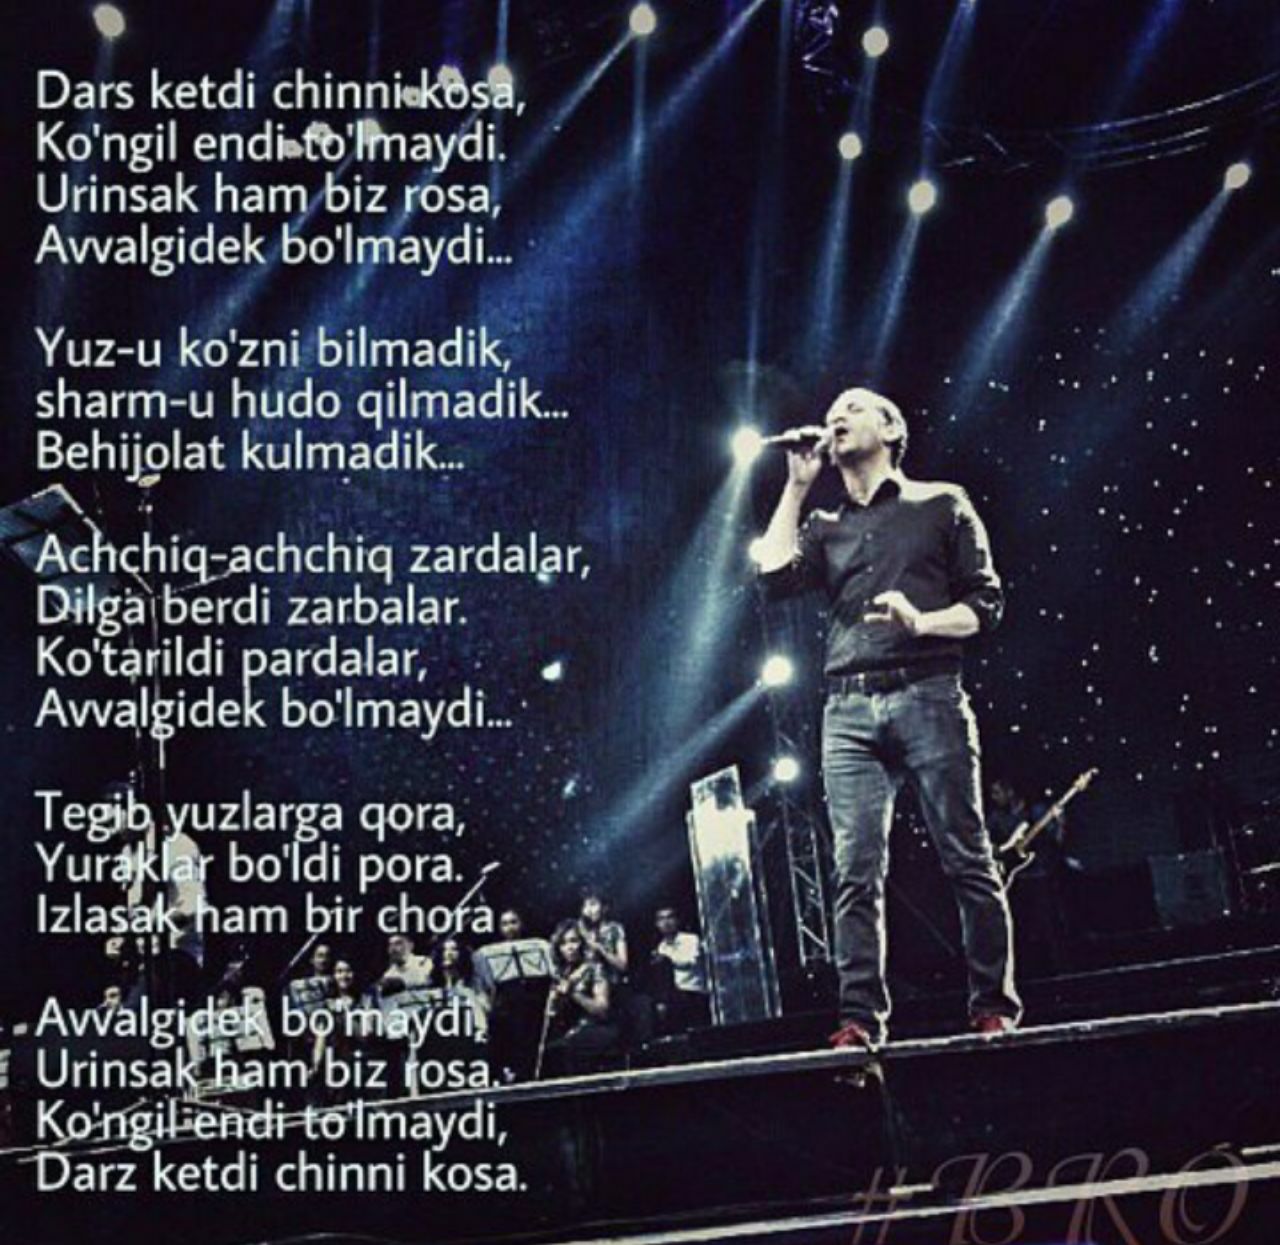 Dars ketdi chinni kosa,
Ko'ngil endi to'lmaydi.
Urinsak ham biz rosa,
Avvalgidek bo'lmaydi...
Yuz-u ko'zni bilmadik,
sharm-u hudo qilmadik...
Behijolat kulmadik...
Achchiq-achchiq zardalar,
Dilga berdi zarbalar.
Ko'tarildi pardalar,
Avvalgidek bo'lmaydi...
Tegib yuzlarga qora,
Yuraklar bo'ldi pora.
Izlasak ham bir chora
Avvalgidek bo'maydi,
Urinsak ham biz rosa.
Ko'ngil endi to'lmaydi,
Darz ketdi chinni kosa.
#BRO